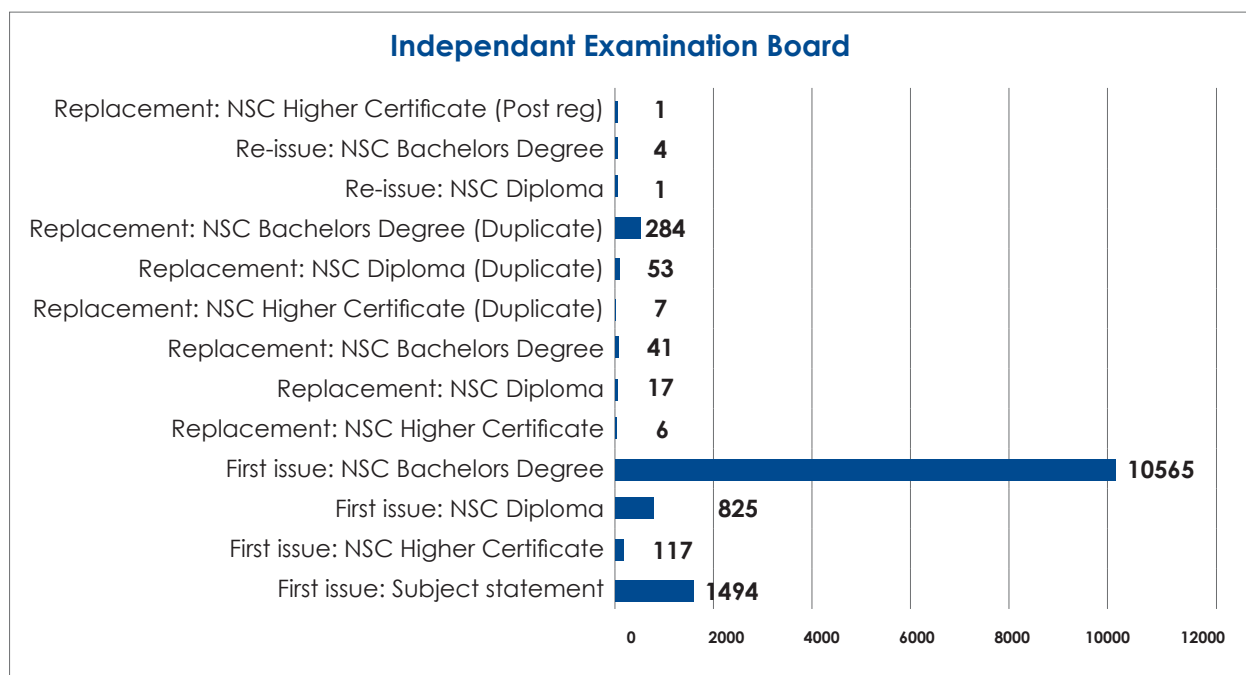 Independant Examination Board
Replacement: NSC Higher Certificate (Post reg) 1
Re-issue: NSC Bachelors Degree 4
Re-issue: NSC Diploma 1
Replacement: NSC Bachelors Degree (Duplicate) 284
Replacement: NSC Diploma (Duplicate) 53
Replacement: NSC Higher Certificate (Duplicate) 7
Replacement: NSC Bachelors Degree 41
Replacement: NSC Diploma 17
Replacement: NSC Higher Certificate 6
First issue: NSC Bachelors Degree 10565
First issue: NSC Diploma 825
First issue: NSC Higher Certificate 117
First issue: Subject statement 1494
0 2000 4000 6000 8000 10000 12000